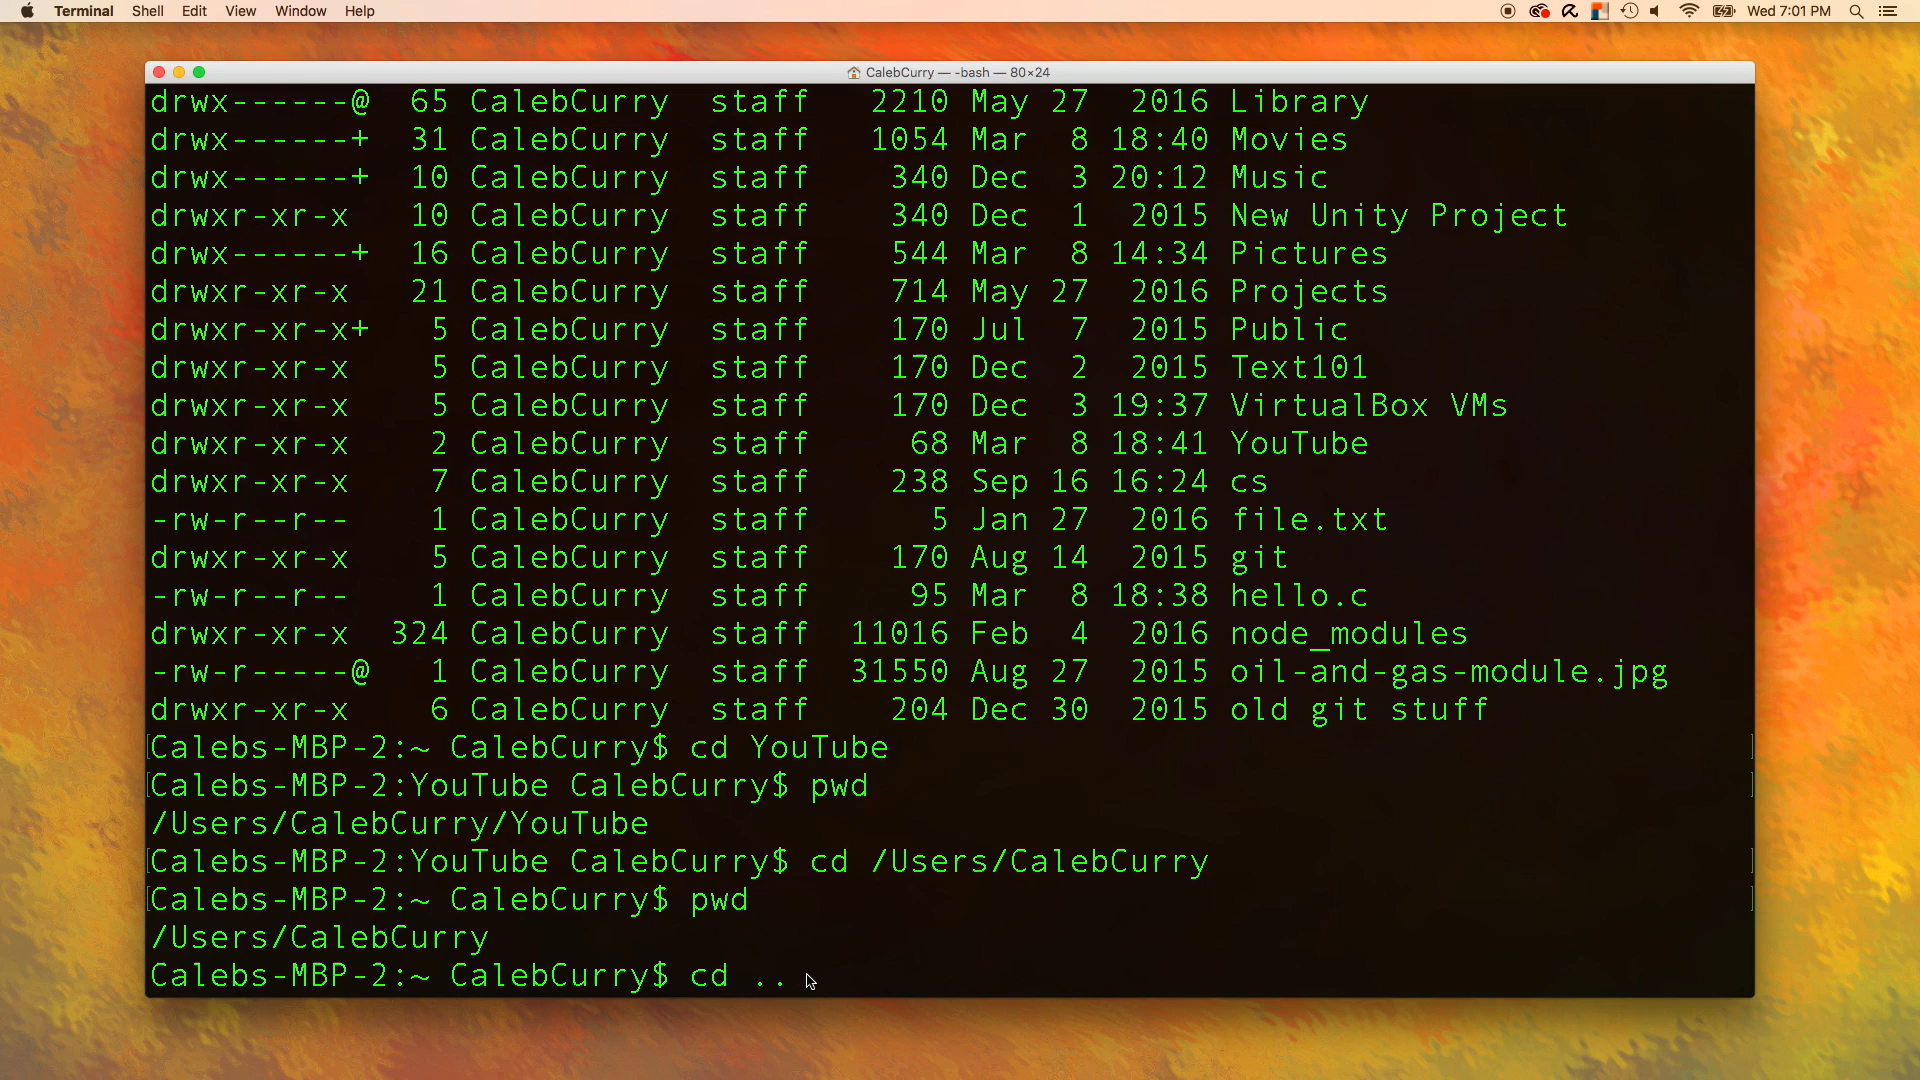 Terminal Shell Edit View Window Help Wed 7:01 PM
CalebCurry — -bash — 80×24
drwx------@ 65 CalebCurry staff 2210 May 27 2016 Library
drwx------+ 31 CalebCurry staff 1054 Mar 8 18:40 Movies
drwx------+ 10 CalebCurry staff 340 Dec 3 20:12 Music
drwxr-xr-x 10 CalebCurry staff 340 Dec 1 2015 New Unity Project
drwx------+ 16 CalebCurry staff 544 Mar 8 14:34 Pictures
drwxr-xr-x 21 CalebCurry staff 714 May 27 2016 Projects
drwxr-xr-x+ 5 CalebCurry staff 170 Jul 7 2015 Public
drwxr-xr-x 5 CalebCurry staff 170 Dec 2 2015 Text101
drwxr-xr-x 5 CalebCurry staff 170 Dec 3 19:37 VirtualBox VMs
drwxr-xr-x 2 CalebCurry staff 68 Mar 8 18:41 YouTube
drwxr-xr-x 7 CalebCurry staff 238 Sep 16 16:24 cs
-rw-r--r-- 1 CalebCurry staff 5 Jan 27 2016 file.txt
drwxr-xr-x 5 CalebCurry staff 170 Aug 14 2015 git
-rw-r--r-- 1 CalebCurry staff 95 Mar 8 18:38 hello.c
drwxr-xr-x 324 CalebCurry staff 11016 Feb 4 2016 node_modules
-rw-r-----@ 1 CalebCurry staff 31550 Aug 27 2015 oil-and-gas-module.jpg
drwxr-xr-x 6 CalebCurry staff 204 Dec 30 2015 old git stuff
[Calebs-MBP-2:~ CalebCurry$ cd YouTube ]
[Calebs-MBP-2:YouTube CalebCurry$ pwd ]
/Users/CalebCurry/YouTube
[Calebs-MBP-2:YouTube CalebCurry$ cd /Users/CalebCurry ]
[Calebs-MBP-2:~ CalebCurry$ pwd ]
/Users/CalebCurry
Calebs-MBP-2:~ CalebCurry$ cd ..